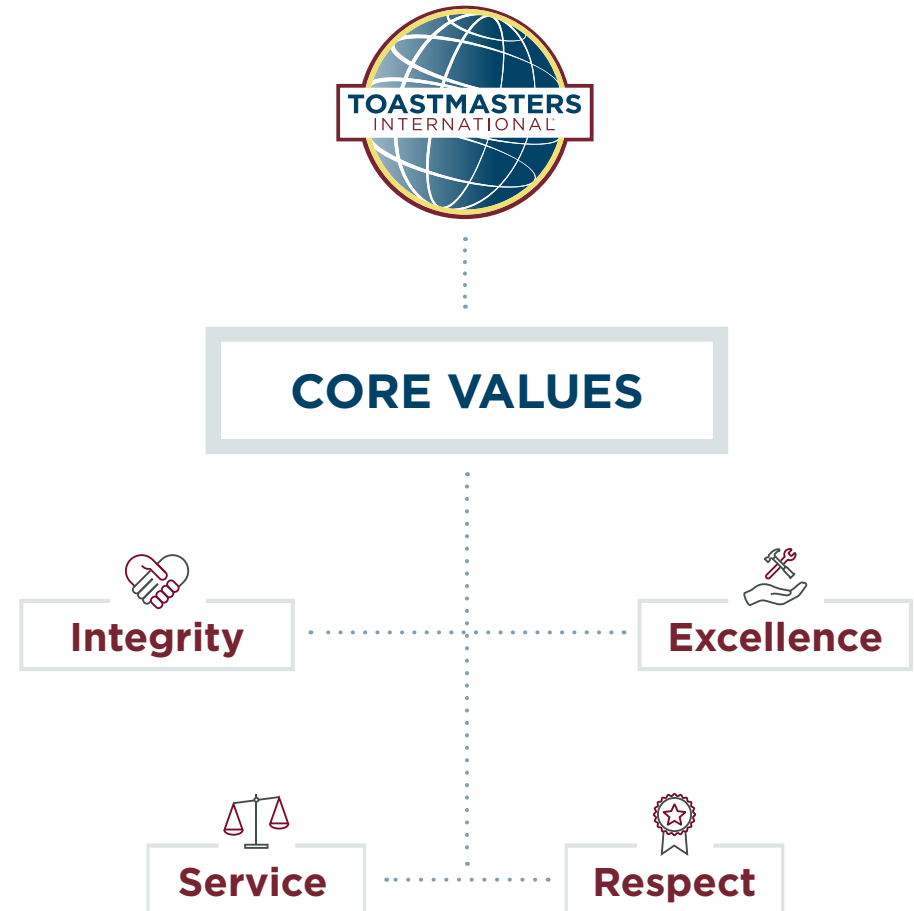 TOASTMASTERS
INTERNATIONAL
CORE VALUES
Integrity
Excellence
Service
Respect